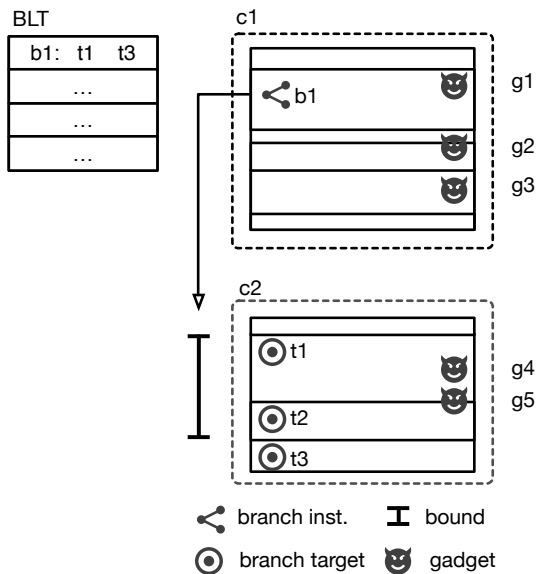 BLT
b1: t1 t3
...
...
...
c1
b1
g1
g2
g3
c2
t1
g4
g5
t2
t3
branch inst.
bound
branch target
gadget